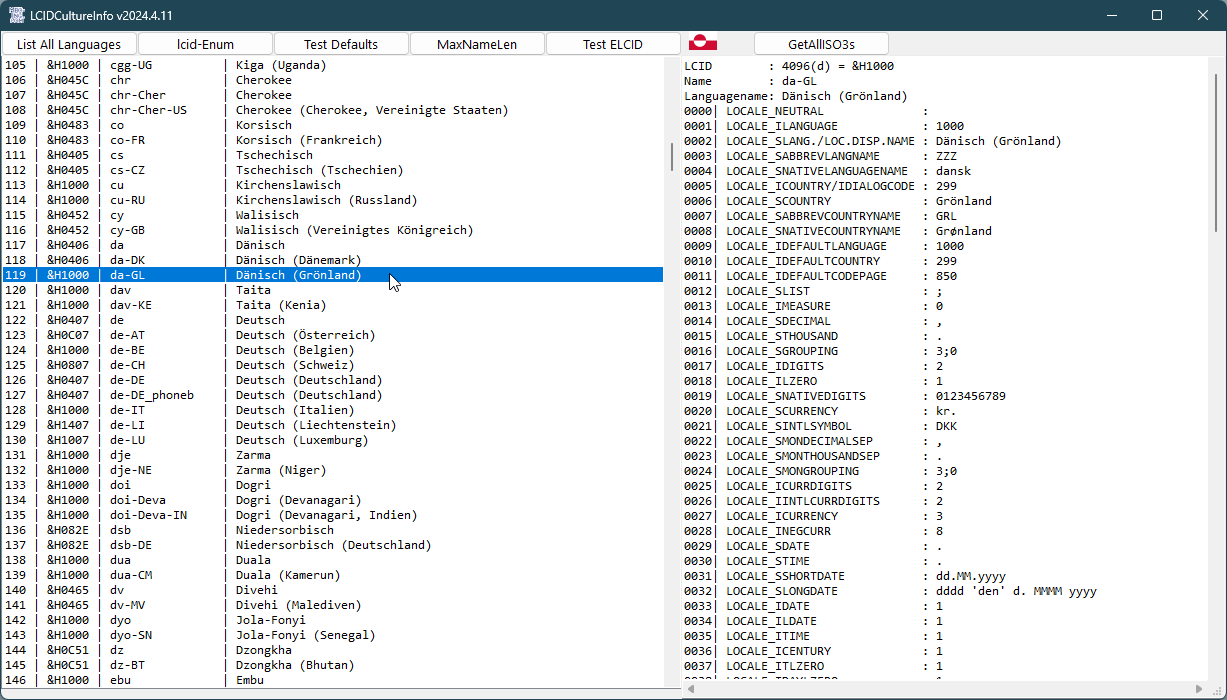 LCIDCultureInfo v2024.4.11
List All Languages lcid-Enum Test Defaults MaxNameLen Test ELCID GetAllISO3s
105 | &H1000 | cgg-UG | Kiga (Uganda)
106 | &H045C | chr | Cherokee
107 | &H045C | chr-Cher | Cherokee
108 | &H045C | chr-Cher-US | Cherokee (Cherokee, Vereinigte Staaten)
109 | &H0483 | co | Korsisch
110 | &H0483 | co-FR | Korsisch (Frankreich)
111 | &H0405 | cs | Tschechisch
112 | &H0405 | cs-CZ | Tschechisch (Tschechien)
113 | &H1000 | cu | Kirchenslawisch
114 | &H1000 | cu-RU | Kirchenslawisch (Russland)
115 | &H0452 | cy | Walisisch
116 | &H0452 | cy-GB | Walisisch (Vereinigtes Königreich)
117 | &H0406 | da | Dänisch
118 | &H0406 | da-DK | Dänisch (Dänemark)
119 | &H1000 | da-GL | Dänisch (Grönland)
120 | &H1000 | dav | Taita
121 | &H1000 | dav-KE | Taita (Kenia)
122 | &H0407 | de | Deutsch
123 | &H0C07 | de-AT | Deutsch (Österreich)
124 | &H1000 | de-BE | Deutsch (Belgien)
125 | &H0807 | de-CH | Deutsch (Schweiz)
126 | &H0407 | de-DE | Deutsch (Deutschland)
127 | &H0407 | de-DE_phoneb | Deutsch (Deutschland)
128 | &H1000 | de-IT | Deutsch (Italien)
129 | &H1407 | de-LI | Deutsch (Liechtenstein)
130 | &H1007 | de-LU | Deutsch (Luxemburg)
131 | &H1000 | dje | Zarma
132 | &H1000 | dje-NE | Zarma (Niger)
133 | &H1000 | doi | Dogri
134 | &H1000 | doi-Deva | Dogri (Devanagari)
135 | &H1000 | doi-Deva-IN | Dogri (Devanagari, Indien)
136 | &H082E | dsb | Niedersorbisch
137 | &H082E | dsb-DE | Niedersorbisch (Deutschland)
138 | &H1000 | dua | Duala
139 | &H1000 | dua-CM | Duala (Kamerun)
140 | &H0465 | dv | Divehi
141 | &H0465 | dv-MV | Divehi (Malediven)
142 | &H1000 | dyo | Jola-Fonyi
143 | &H1000 | dyo-SN | Jola-Fonyi (Senegal)
144 | &H0C51 | dz | Dzongkha
145 | &H0C51 | dz-BT | Dzongkha (Bhutan)
146 | &H1000 | ebu | Embu
LCID : 4096(d) = &H1000
Name : da-GL
Languagename: Dänisch (Grönland)
0000| LOCALE_NEUTRAL :
0001| LOCALE_ILANGUAGE : 1000
0002| LOCALE_SLANG./LOC.DISP.NAME : Dänisch (Grönland)
0003| LOCALE_SABBREVLANGNAME : ZZZ
0004| LOCALE_SNATIVELANGUAGENAME : dansk
0005| LOCALE_ICOUNTRY/IDIALOGCODE : 299
0006| LOCALE_SCOUNTRY : Grönland
0007| LOCALE_SABBREVCOUNTRYNAME : GRL
0008| LOCALE_SNATIVECOUNTRYNAME : Grønland
0009| LOCALE_IDEFAULTLANGUAGE : 1000
0010| LOCALE_IDEFAULTCOUNTRY : 299
0011| LOCALE_IDEFAULTCODEPAGE : 850
0012| LOCALE_SLIST : ;
0013| LOCALE_IMEASURE : 0
0014| LOCALE_SDECIMAL : ,
0015| LOCALE_STHOUSAND : .
0016| LOCALE_SGROUPING : 3;0
0017| LOCALE_IDIGITS : 2
0018| LOCALE_ILZERO : 1
0019| LOCALE_SNATIVEDIGITS : 0123456789
0020| LOCALE_SCURRENCY : kr.
0021| LOCALE_SINTLSYMBOL : DKK
0022| LOCALE_SMONDECIMALSEP : ,
0023| LOCALE_SMONTHOUSANDSEP : .
0024| LOCALE_SMONGROUPING : 3;0
0025| LOCALE_ICURRDIGITS : 2
0026| LOCALE_IINTLCURRDIGITS : 2
0027| LOCALE_ICURRENCY : 3
0028| LOCALE_INEGCURR : 8
0029| LOCALE_SDATE : .
0030| LOCALE_STIME : .
0031| LOCALE_SSHORTDATE : dd.MM.yyyy
0032| LOCALE_SLONGDATE : dddd 'den' d. MMMM yyyy
0033| LOCALE_IDATE : 1
0034| LOCALE_ILDATE : 1
0035| LOCALE_ITIME : 1
0036| LOCALE_ICENTURY : 1
0037| LOCALE_ITLZERO : 1